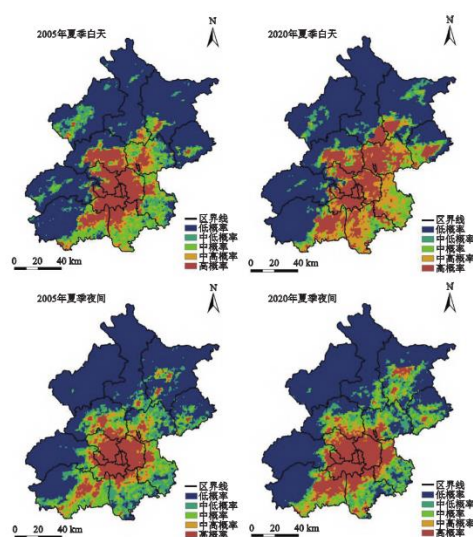 2005年夏季白天
N
区界线
低概率
中低概率
中概率
中高概率
高概率
0 20 40 km
2020年夏季白天
N
区界线
低概率
中低概率
中概率
中高概率
高概率
0 20 40 km
2005年夏季夜间
N
区界线
低概率
中低概率
中概率
中高概率
高概率
0 20 40 km
2020年夏季夜间
N
区界线
低概率
中低概率
中概率
中高概率
高概率
0 20 40 km